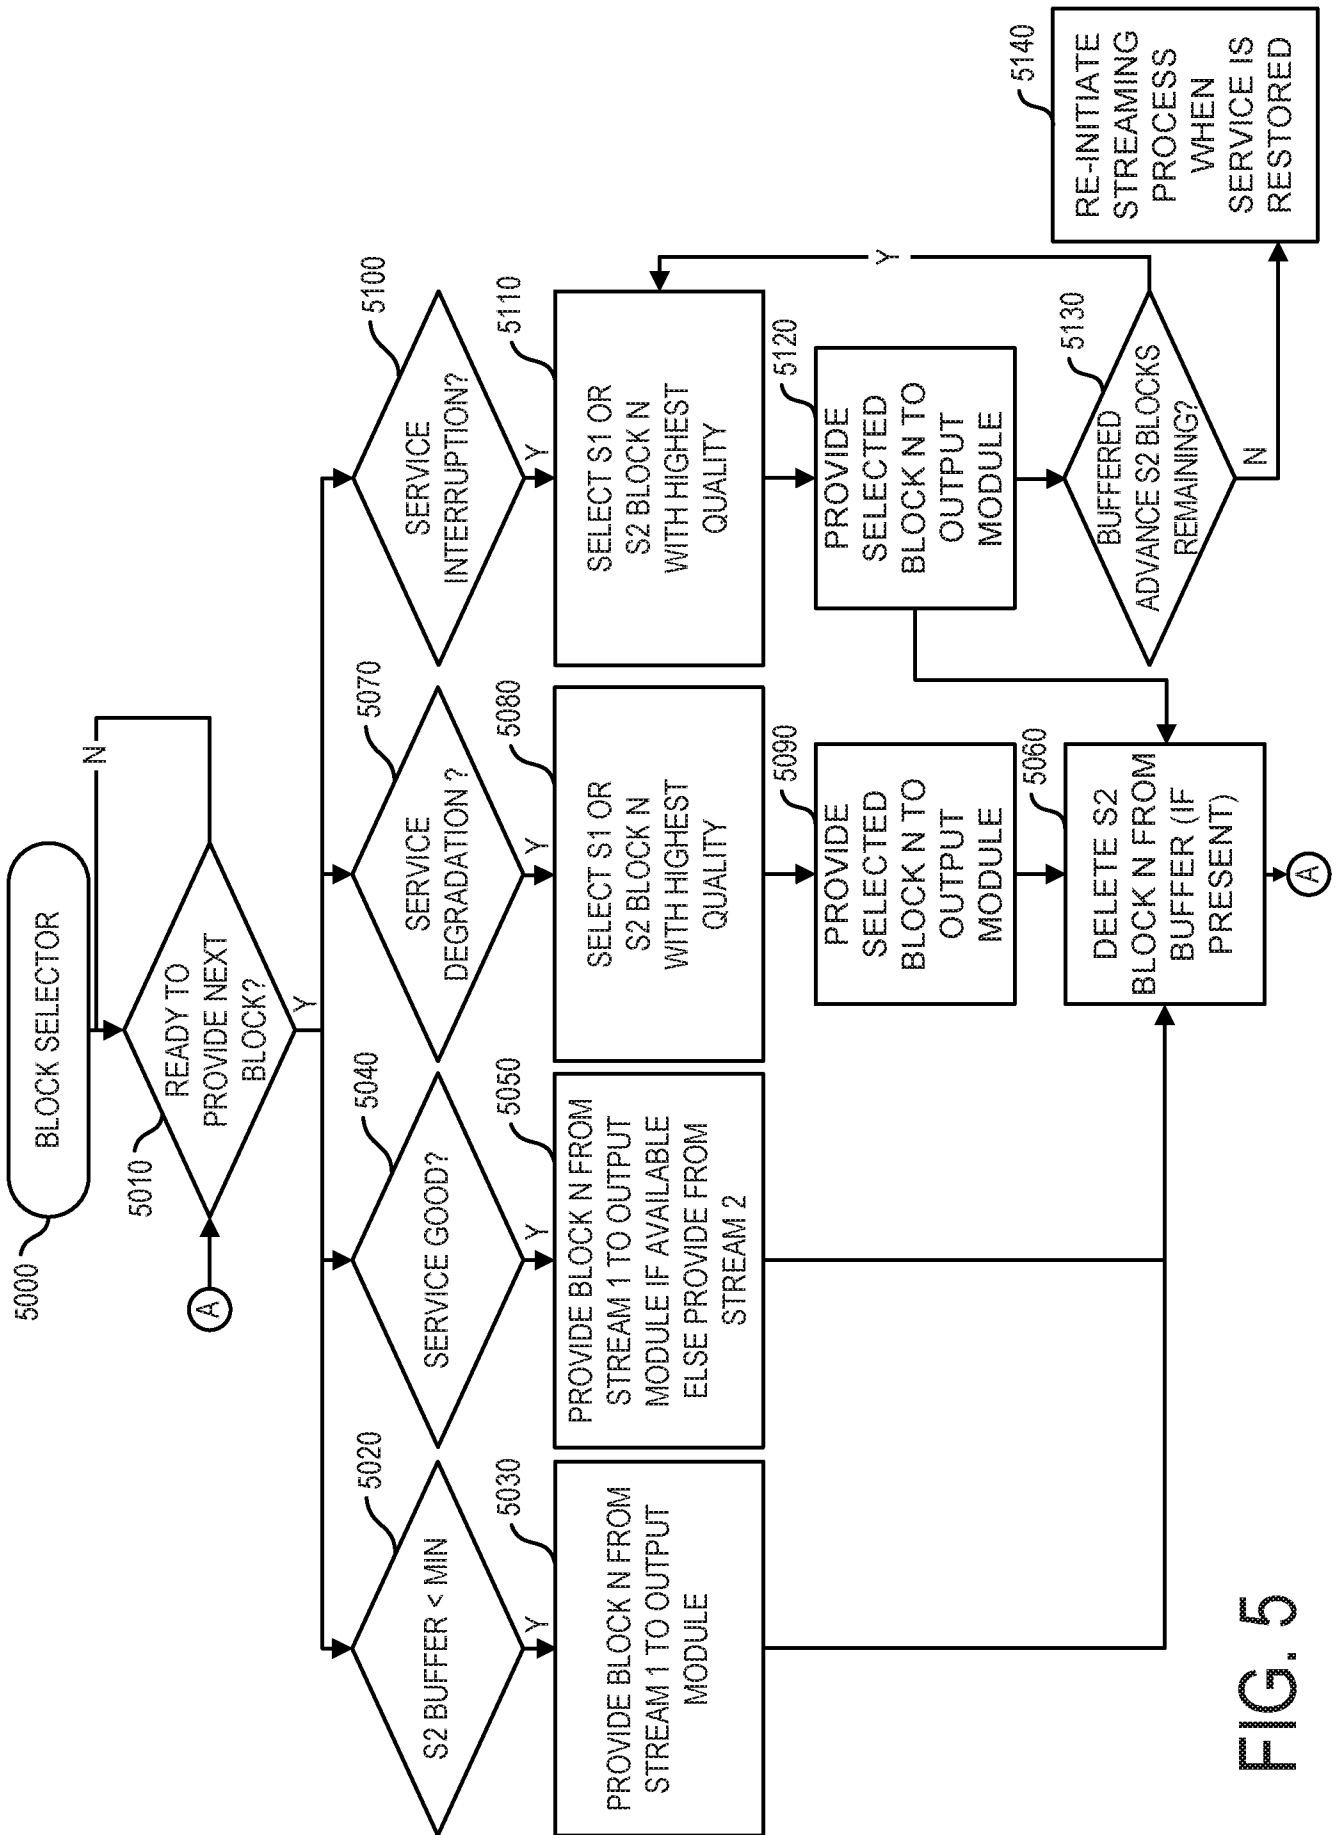 5000
BLOCK SELECTOR
N
5010
READY TO
PROVIDE NEXT
BLOCK?
A
Y
5020
S2 BUFFER < MIN
Y
5030
PROVIDE BLOCK N FROM
STREAM 1 TO OUTPUT
MODULE
5040
SERVICE GOOD?
Y
5050
PROVIDE BLOCK N FROM
STREAM 1 TO OUTPUT
MODULE IF AVAILABLE
ELSE PROVIDE FROM
STREAM 2
5070
SERVICE
DEGRADATION ?
Y
5080
SELECT S1 OR
S2 BLOCK N
WITH HIGHEST
QUALITY
5090
PROVIDE
SELECTED
BLOCK N TO
OUTPUT
MODULE
5060
DELETE S2
BLOCK N FROM
BUFFER (IF
PRESENT)
A
5100
SERVICE
INTERRUPTION?
Y
5110
SELECT S1 OR
S2 BLOCK N
WITH HIGHEST
QUALITY
5120
PROVIDE
SELECTED
BLOCK N TO
OUTPUT
MODULE
5130
BUFFERED
ADVANCE S2 BLOCKS
REMAINING?
Y
N
5140
RE-INITIATE
STREAMING
PROCESS
WHEN
SERVICE IS
RESTORED
FIG. 5